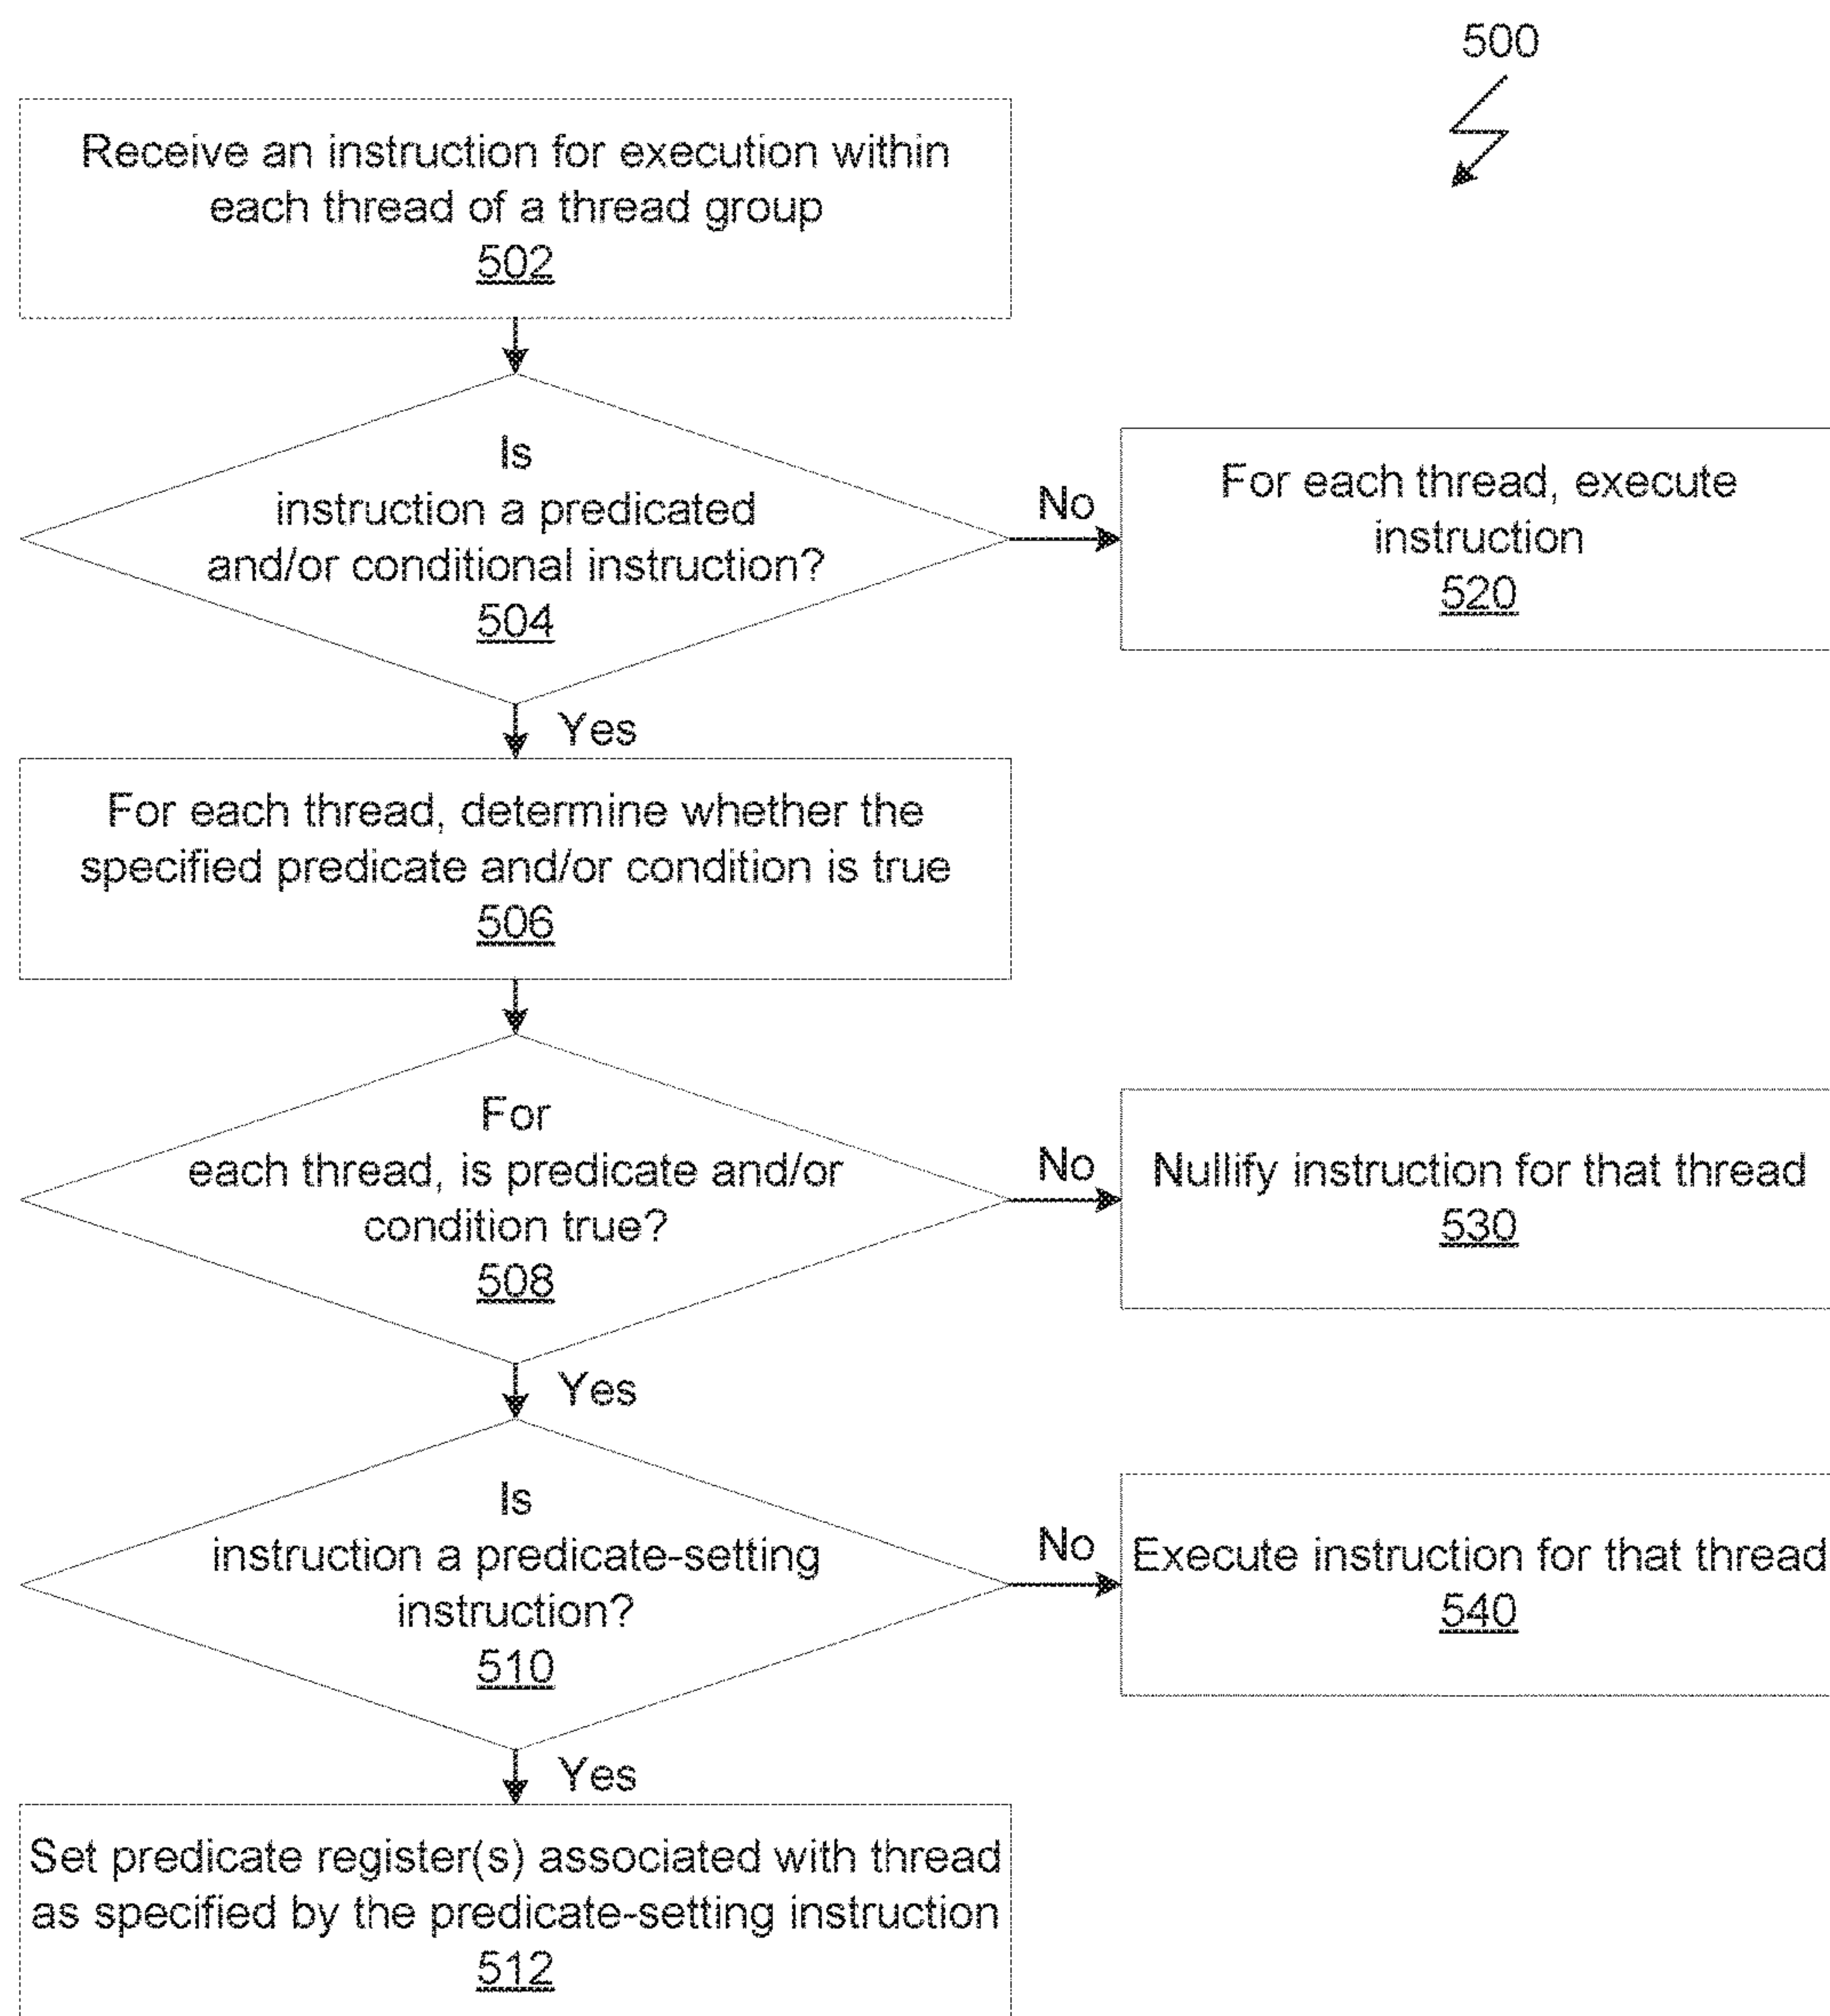 500
Receive an instruction for execution within
each thread of a thread group
502
Is
instruction a predicated
and/or conditional instruction?
504
No
For each thread, execute
instruction
520
Yes
For each thread, determine whether the
specified predicate and/or condition is true
506
For
each thread, is predicate and/or
condition true?
508
No
Nullify instruction for that thread
530
Yes
Is
instruction a predicate-setting
instruction?
510
No
Execute instruction for that thread
540
Yes
Set predicate register(s) associated with thread
as specified by the predicate-setting instruction
512